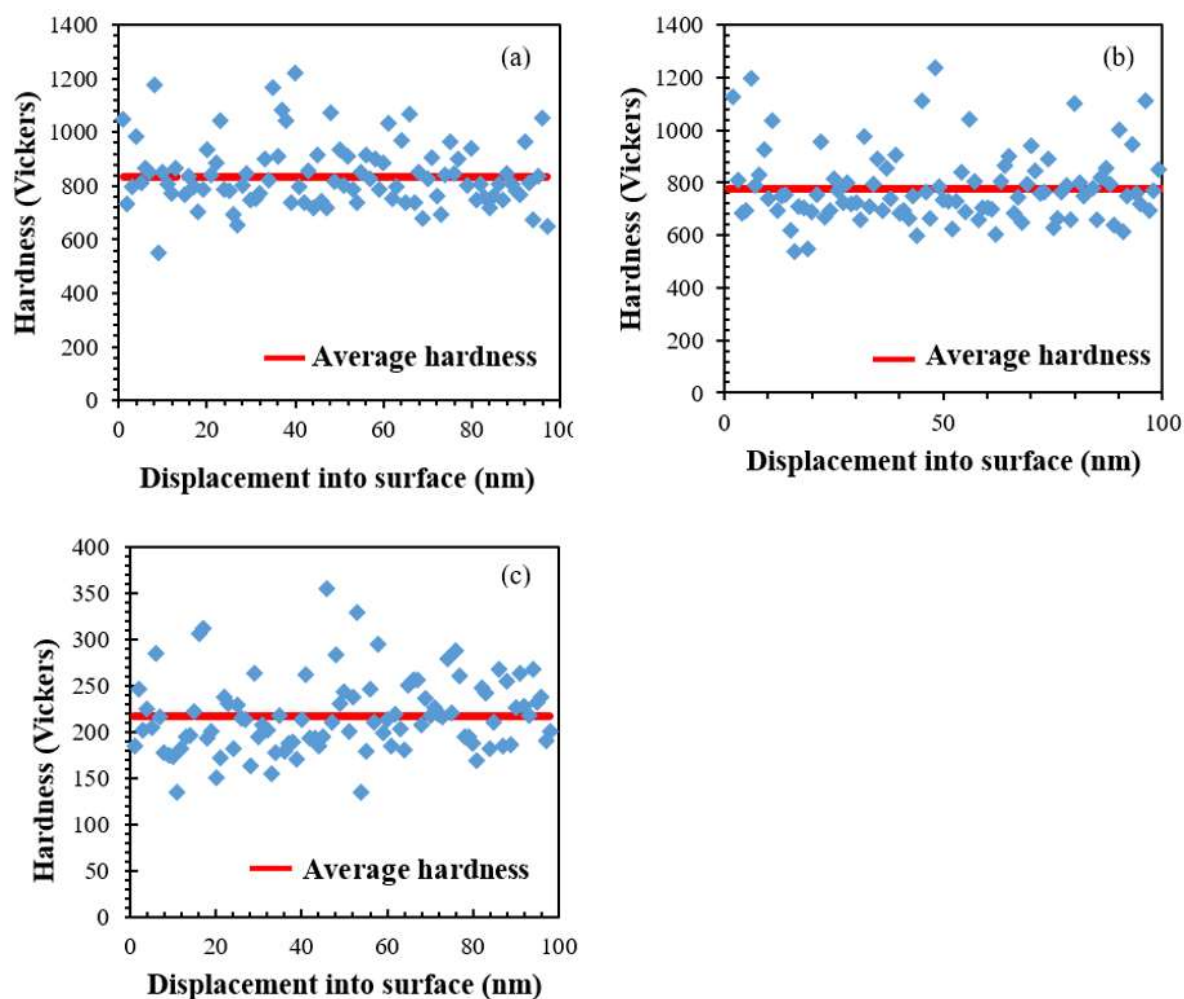 (a)
Hardness (Vickers)
1400
1200
1000
800
600
400
200
0
Average hardness
0 20 40 60 80 100
Displacement into surface (nm)
(b)
Hardness (Vickers)
1400
1200
1000
800
600
400
200
0
Average hardness
0 50 100
Displacement into surface (nm)
(c)
Hardness (Vickers)
400
350
300
250
200
150
100
50
0
Average hardness
0 20 40 60 80 100
Displacement into surface (nm)